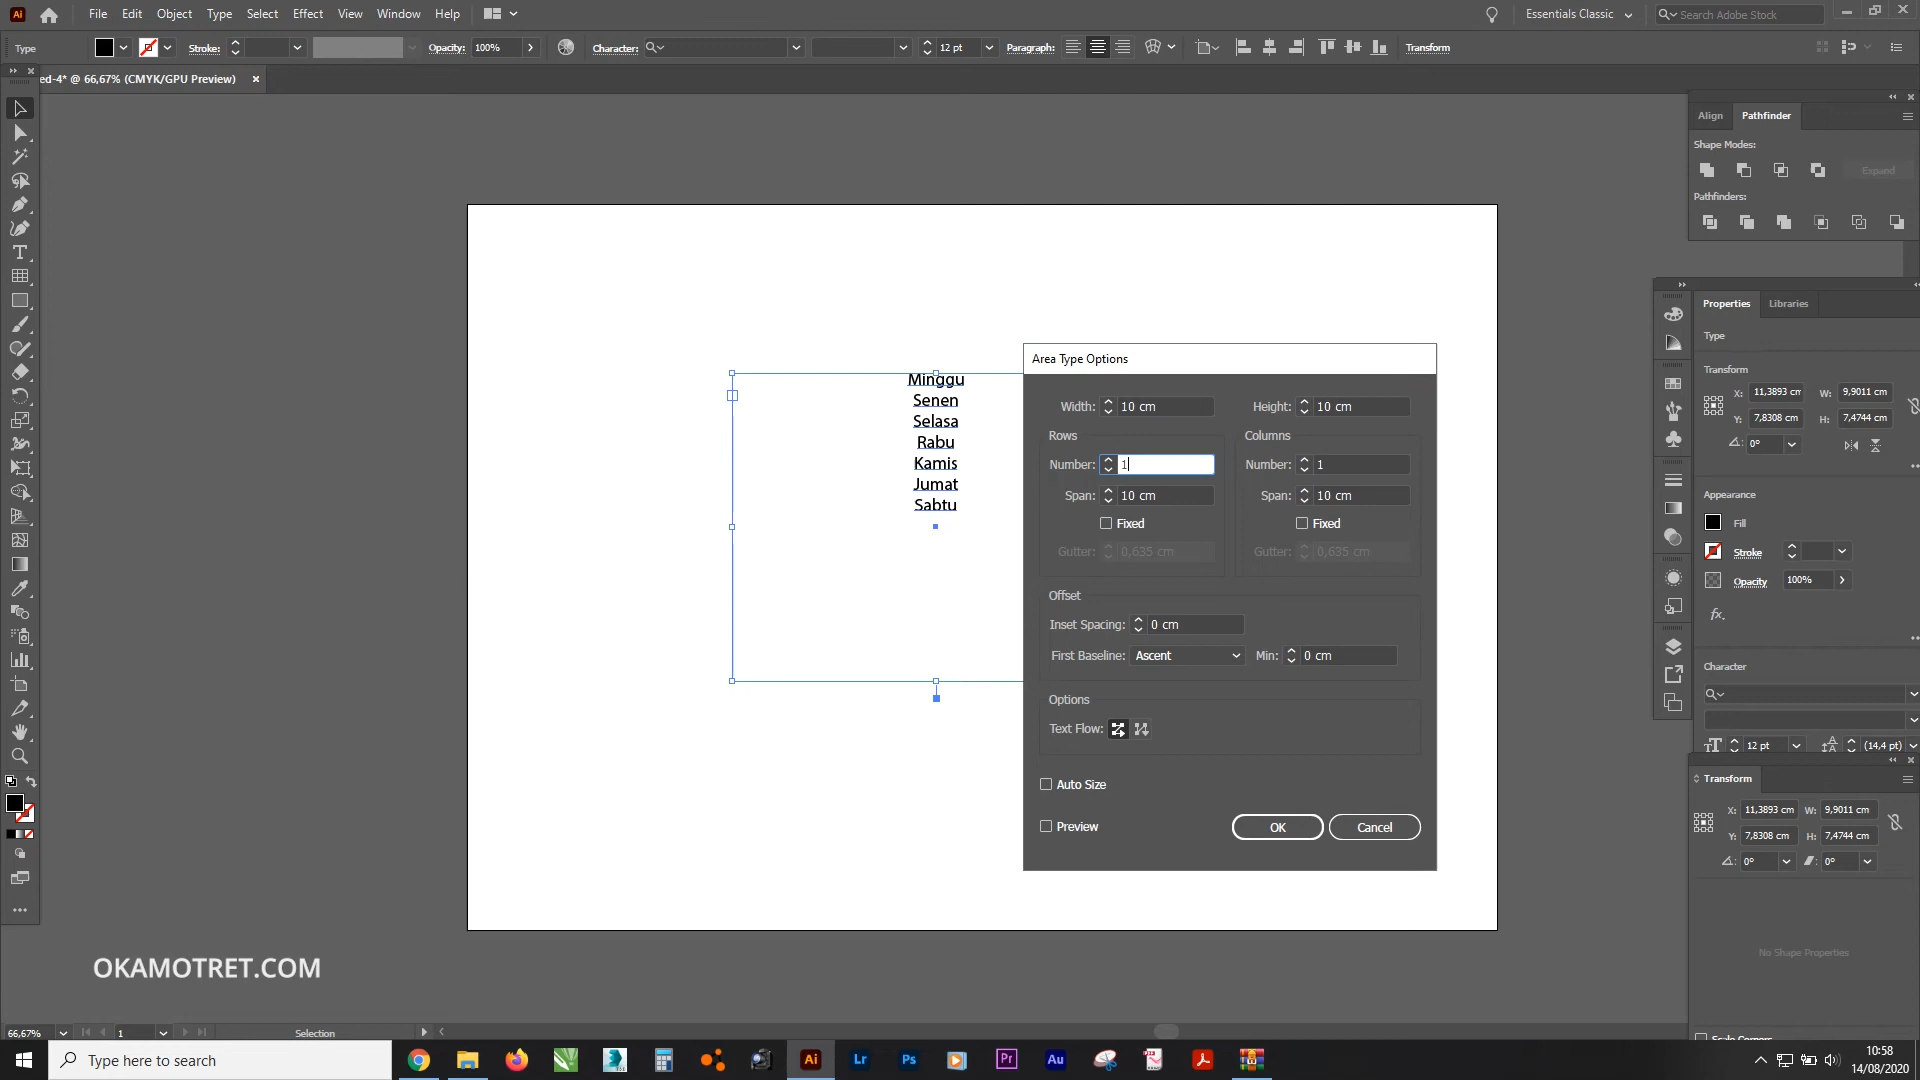 Ai File Edit Object Type Select Effect View Window Help Essentials Classic Search Adobe Stock
Type Stroke: Opacity: 100% Character: 12 pt Paragraph: Transform
ed-4* @ 66,67% (CMYK/GPU Preview)
Align Pathfinder
Shape Modes:
Expand
Pathfinders:
Properties Libraries
Type
Transform
X: 11,3893 cm W: 9,9011 cm
Y: 7,8308 cm H: 7,4744 cm
0°
Appearance
Fill
Stroke
Opacity 100%
fx.
Character
12 pt (14,4 pt)
Transform
X: 11,3893 cm W: 9,9011 cm
Y: 7,8308 cm H: 7,4744 cm
0° 0°
No Shape Properties
Scale Corners
Minggu
Senen
Selasa
Rabu
Kamis
Jumat
Sabtu
Area Type Options
Width: 10 cm Height: 10 cm
Rows Columns
Number: 1 Number: 1
Span: 10 cm Span: 10 cm
Fixed Fixed
Gutter: 0,635 cm Gutter: 0,635 cm
Offset
Inset Spacing: 0 cm
First Baseline: Ascent Min: 0 cm
Options
Text Flow:
Auto Size
Preview OK Cancel
OKAMOTRET.COM
66,67% 1 Selection
Type here to search Ai Lr Ps Pr Au
10:58
14/08/2020